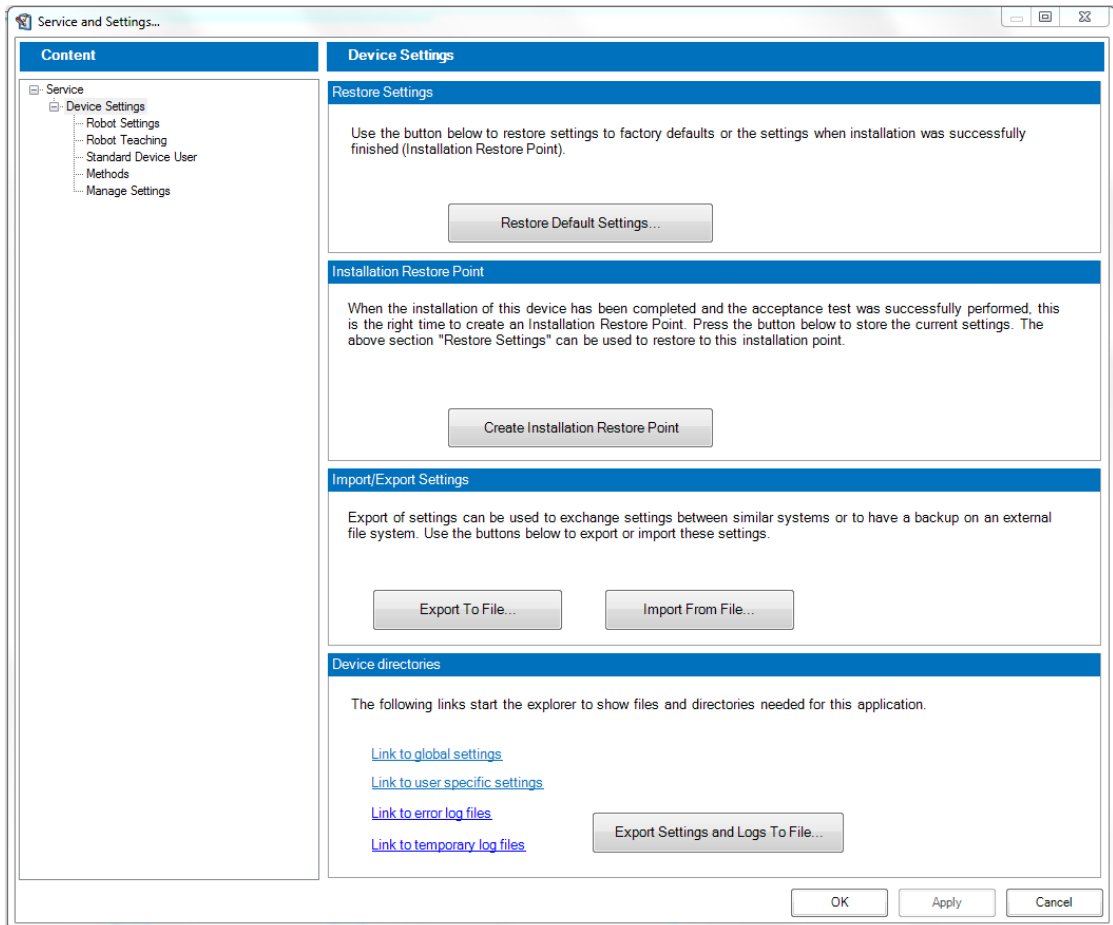 Service and Settings...
Content
Device Settings
Service
Device Settings
Robot Settings
Robot Teaching
Standard Device User
Methods
Manage Settings
Restore Settings
Use the button below to restore settings to factory defaults or the settings when installation was successfully
finished (Installation Restore Point).
Restore Default Settings...
Installation Restore Point
When the installation of this device has been completed and the acceptance test was successfully performed, this
is the right time to create an Installation Restore Point. Press the button below to store the current settings. The
above section "Restore Settings" can be used to restore to this installation point.
Create Installation Restore Point
Import/Export Settings
Export of settings can be used to exchange settings between similar systems or to have a backup on an external
file system. Use the buttons below to export or import these settings.
Export To File...
Import From File...
Device directories
The following links start the explorer to show files and directories needed for this application.
Link to global settings
Link to user specific settings
Link to error log files
Link to temporary log files
Export Settings and Logs To File...
OK
Apply
Cancel